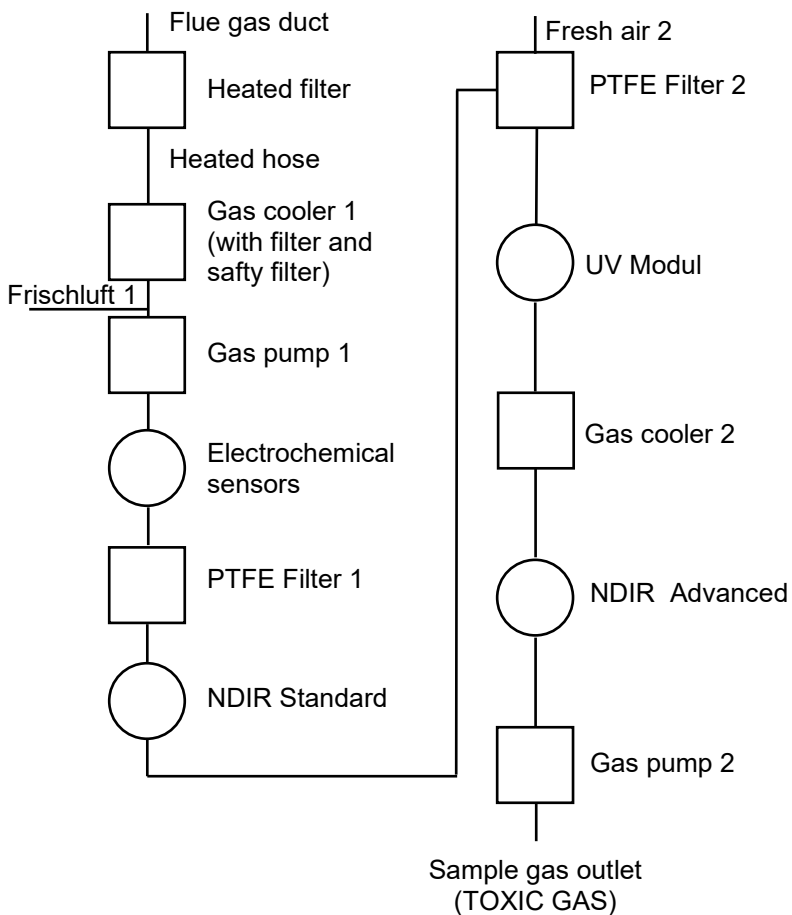 Flue gas duct
Heated filter
Heated hose
Gas cooler 1
(with filter and
safty filter)
Frischluft 1
Gas pump 1
Electrochemical
sensors
PTFE Filter 1
NDIR Standard
Fresh air 2
PTFE Filter 2
UV Modul
Gas cooler 2
NDIR  Advanced
Gas pump 2
Sample gas outlet
(TOXIC GAS)